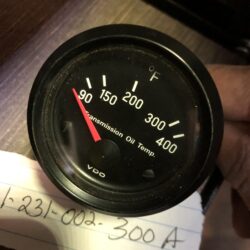 °F
90 150 200 300 400
Transmission Oil Temp.
VDO
1-231-002-300 A